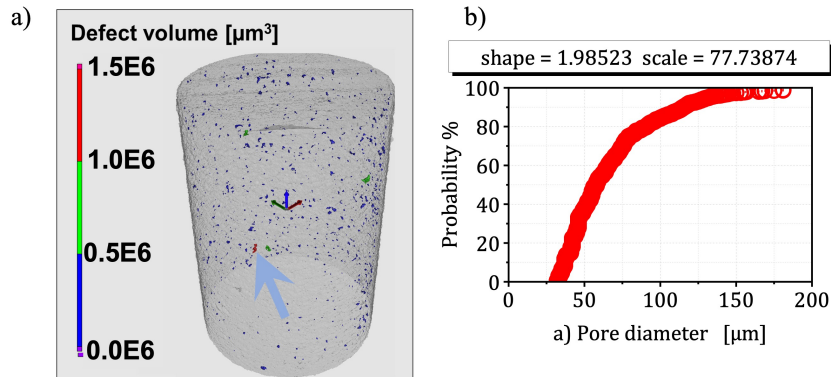 a)
Defect volume [µm³]
1.5E6
1.0E6
0.5E6
0.0E6
b)
shape = 1.98523 scale = 77.73874
Probability %
100
80
60
40
20
0
0 50 100 150 200
a) Pore diameter [µm]